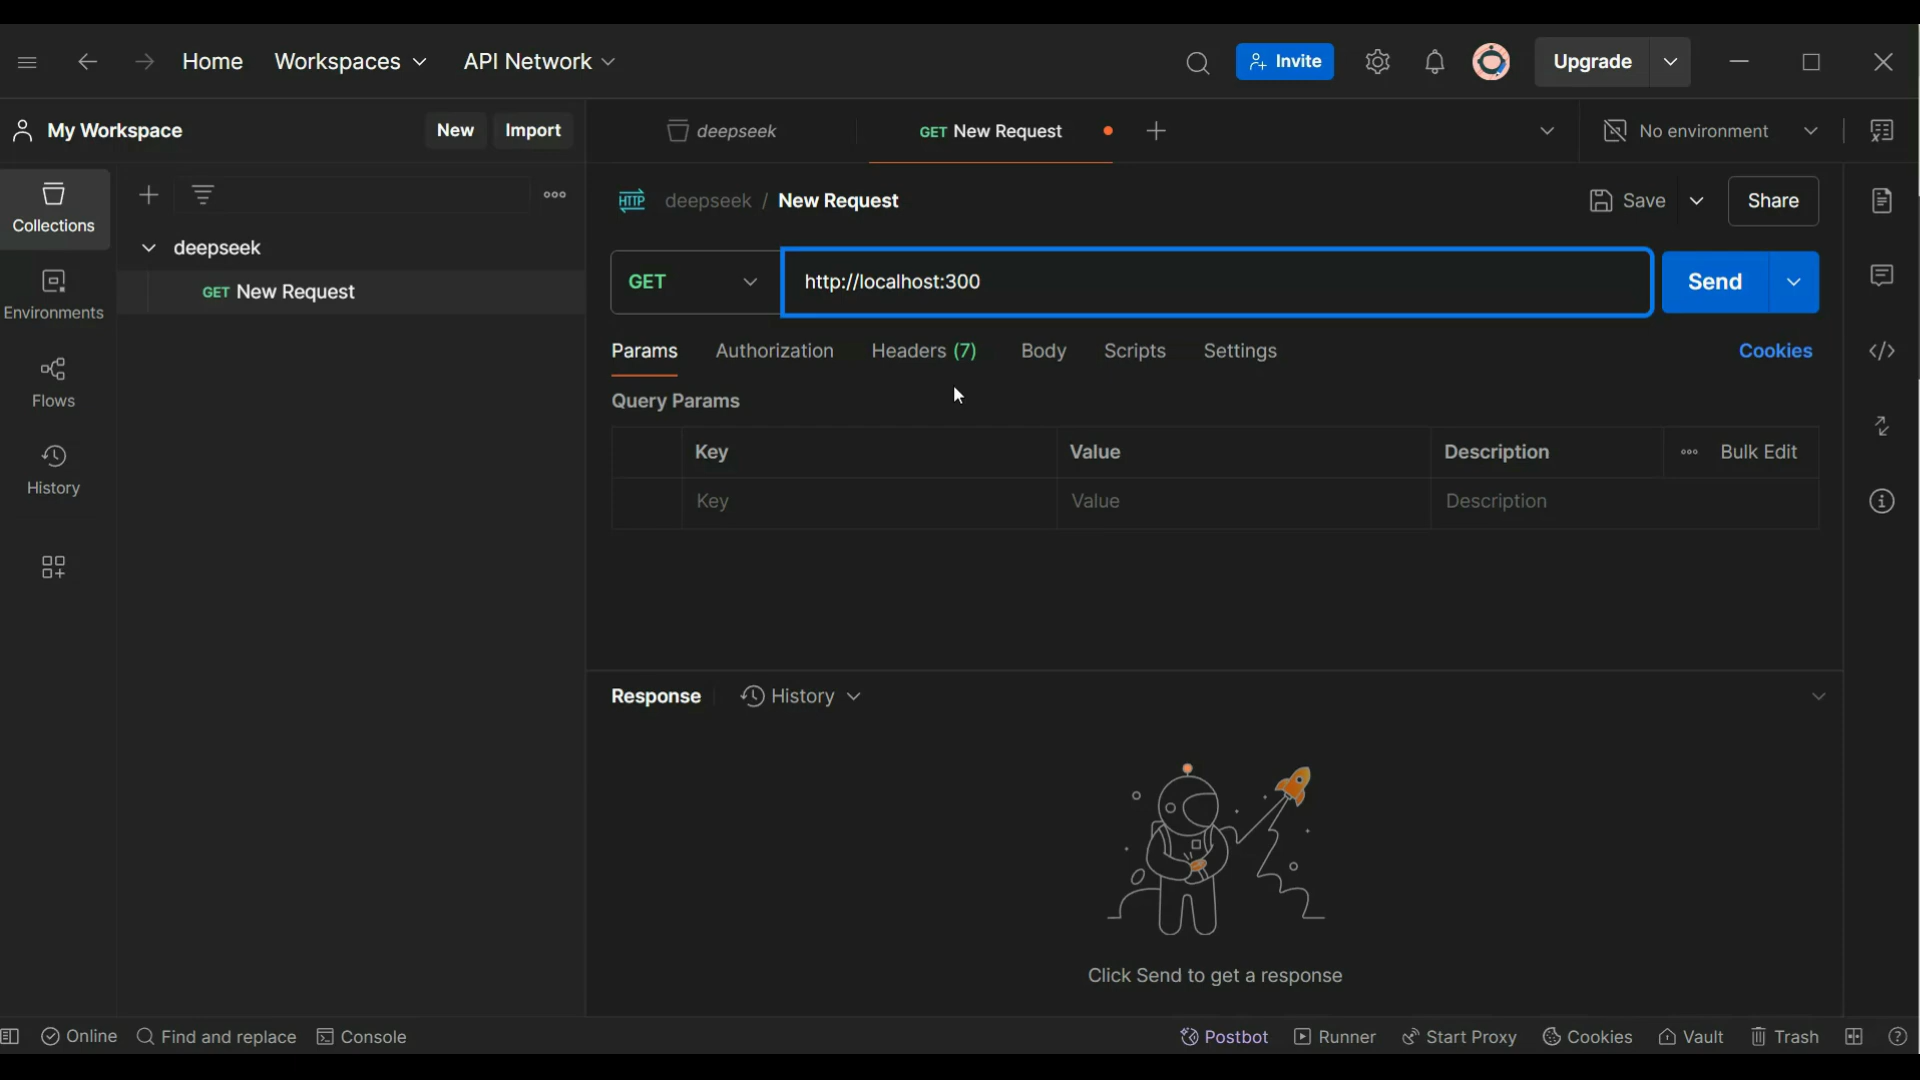 Home Workspaces API Network Invite Upgrade
My Workspace New Import deepseek GET New Request No environment
Collections
deepseek / New Request Save Share
deepseek
GET New Request
GET http://localhost:300 Send
Environments
Params Authorization Headers (7) Body Scripts Settings Cookies
Flows
Query Params
Key Value Description Bulk Edit
Key Value Description
History
Response History
Click Send to get a response
Online Find and replace Console Postbot Runner Start Proxy Cookies Vault Trash